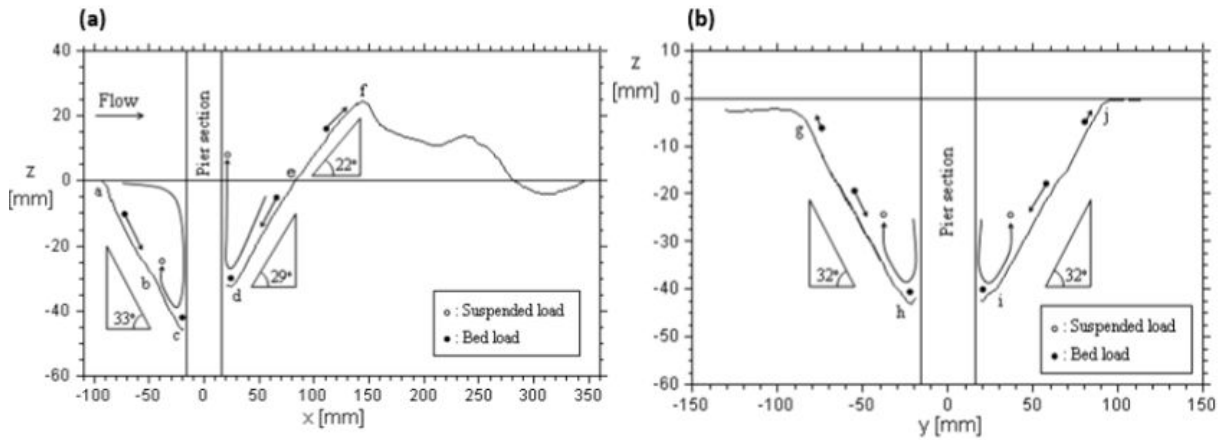 (a)
40
20
0
-20
-40
-60
z
[mm]
Flow
Pier section
a
b
c
d
e
f
33°
29°
22°
: Suspended load
: Bed load
-100 -50 0 50 100 150 200 250 300 350
x [mm]
(b)
10
0
-10
-20
-30
-40
-50
-60
z
[mm]
Pier section
g
h
i
j
32°
32°
: Suspended load
: Bed load
-150 -100 -50 0 50 100 150
y [mm]